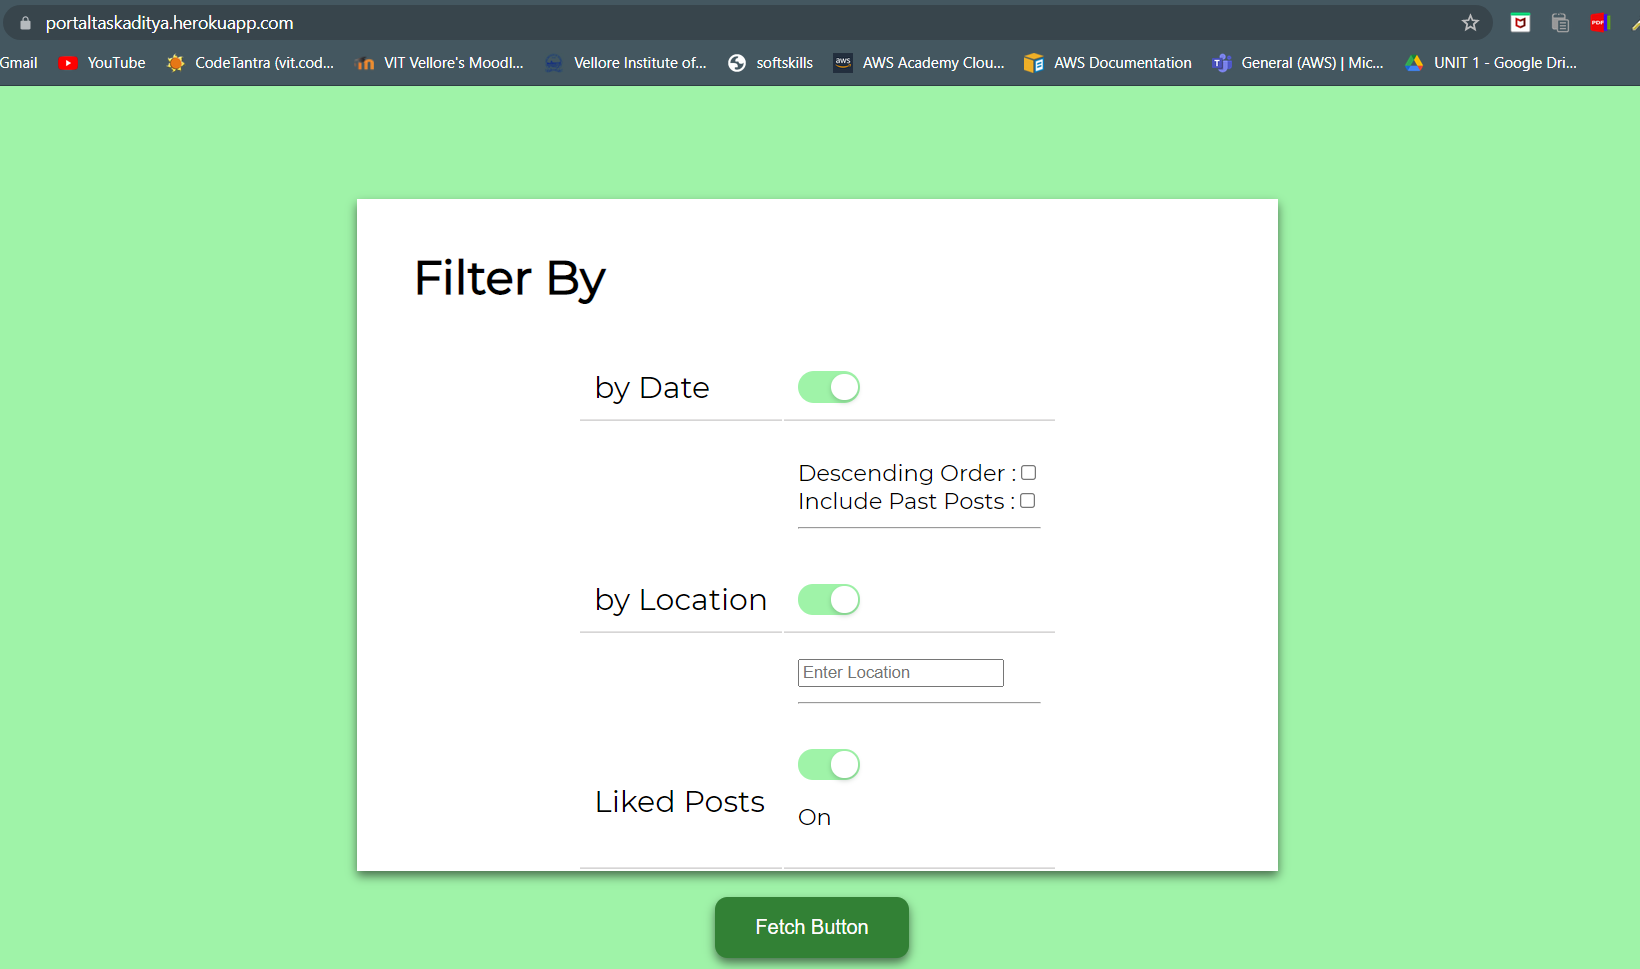 portaltaskaditya.herokuapp.com
Gmail YouTube CodeTantra (vit.cod... VIT Vellore's Moodl... Vellore Institute of... softskills aws AWS Academy Clou... AWS Documentation General (AWS) | Mic... UNIT 1 - Google Dri...
Filter By
by Date
Descending Order :
Include Past Posts :
by Location
Enter Location
Liked Posts
On
Fetch Button